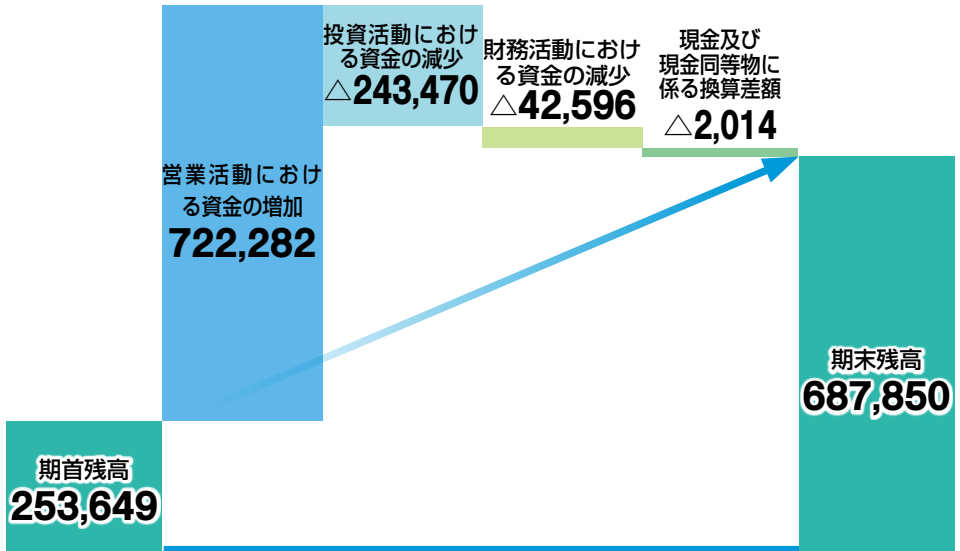 期首残高
253,649
営業活動におけ
る資金の増加
722,282
投資活動におけ
る資金の減少
△243,470
財務活動におけ
る資金の減少
△42,596
現金及び
現金同等物に
係る換算差額
△2,014
期末残高
687,850